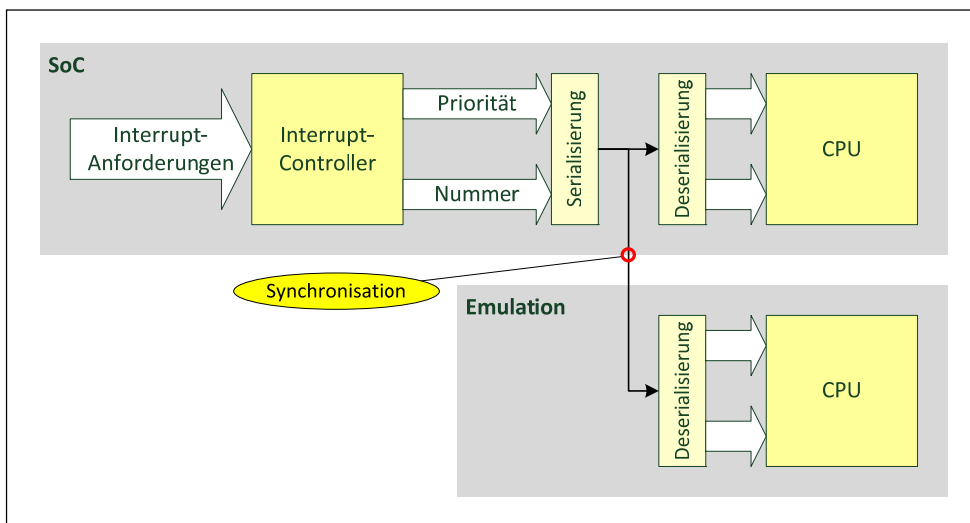 SoC
Interrupt-
Anforderungen
Interrupt-
Controller
Priorität
Nummer
Serialisierung
Deserialisierung
CPU
Synchronisation
Emulation
Deserialisierung
CPU